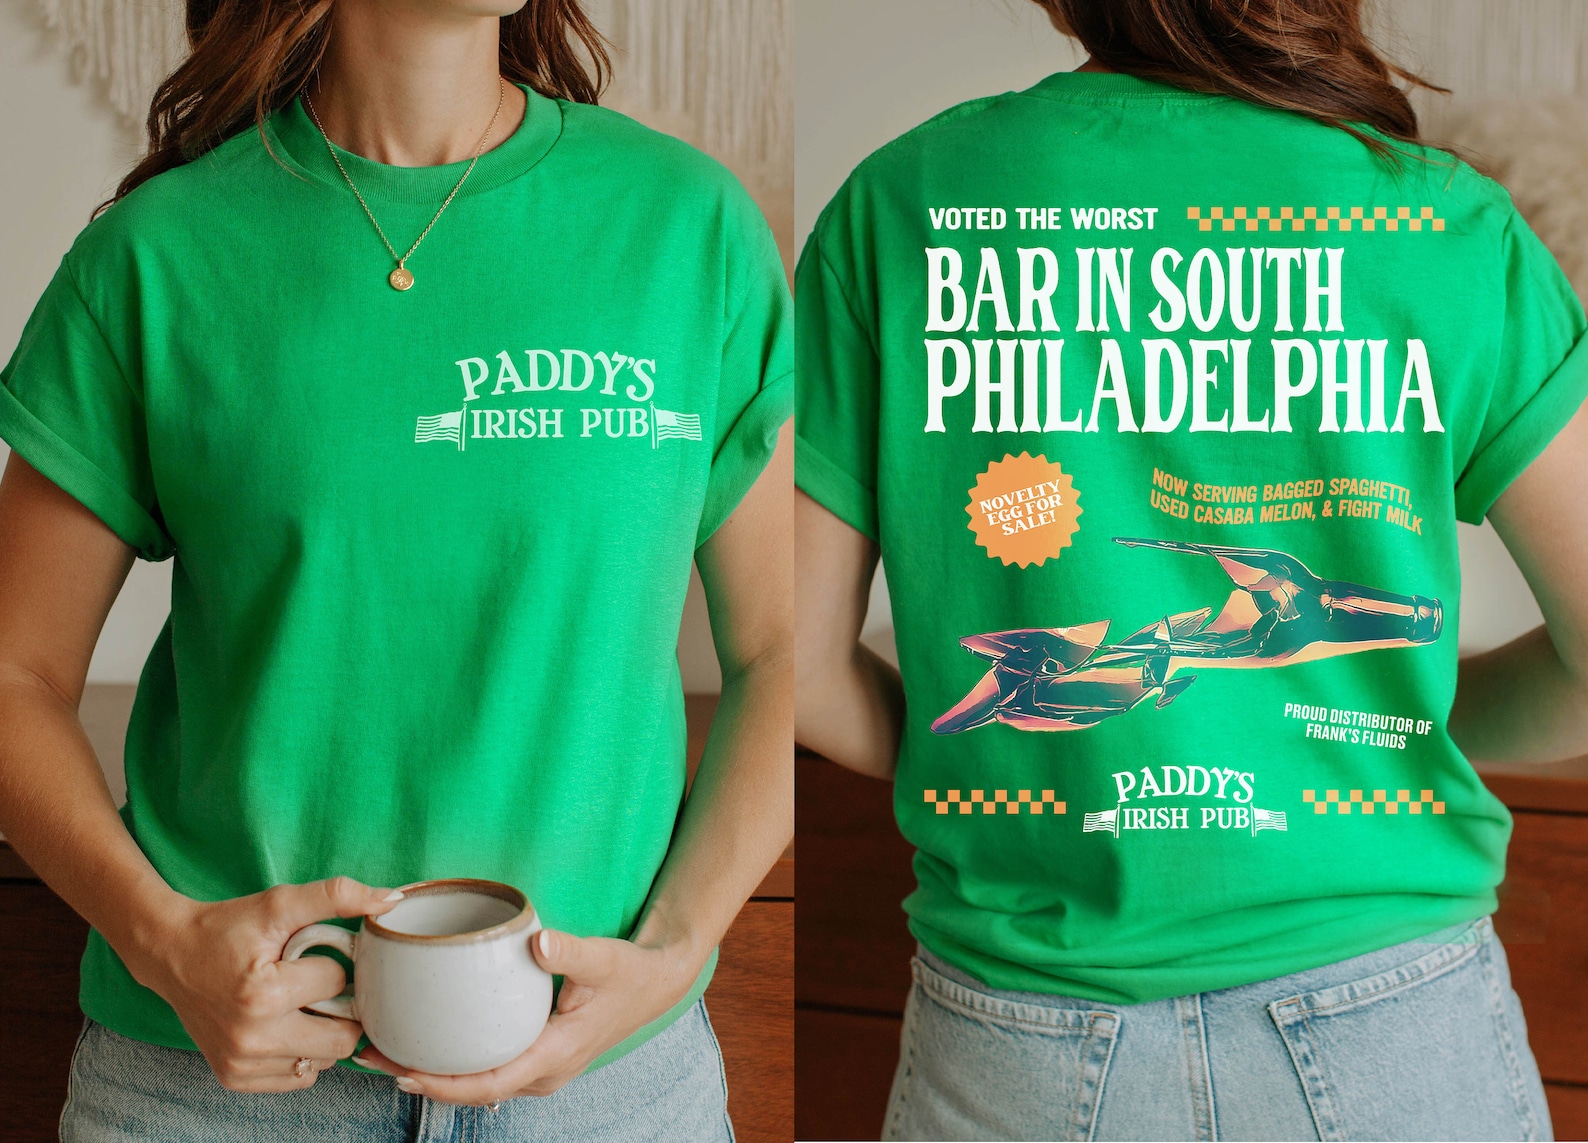 PADDY'S
IRISH PUB
VOTED THE WORST
BAR IN SOUTH
PHILADELPHIA
NOVELTY
EGG FOR
SALE!
NOW SERVING BAGGED SPAGHETTI,
USED CASABA MELON, & FIGHT MILK
PROUD DISTRIBUTOR OF
FRANK'S FLUIDS
PADDY'S
IRISH PUB